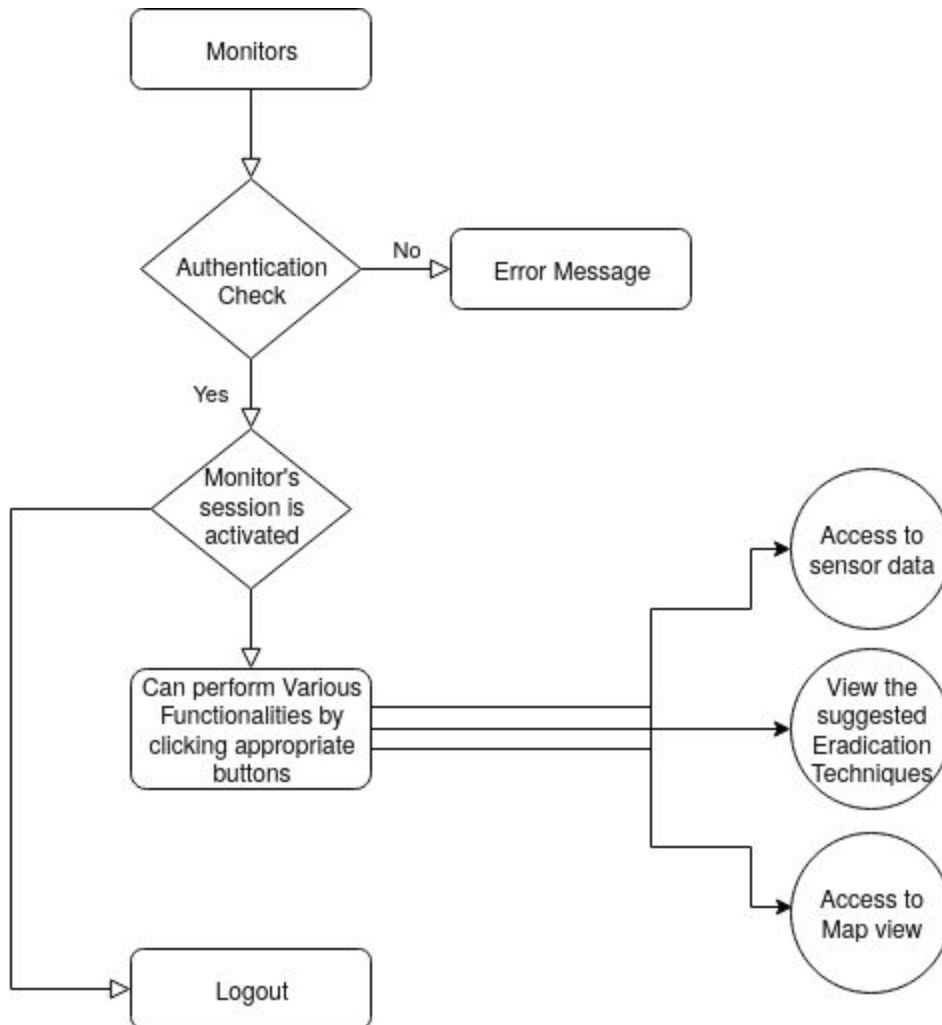 Monitors
Authentication
Check
No
Error Message
Yes
Monitor's
session is
activated
Access to
sensor data
Can perform Various
Functionalities by
clicking appropriate
buttons
View the
suggested
Eradication
Techniques
Access to
Map view
Logout